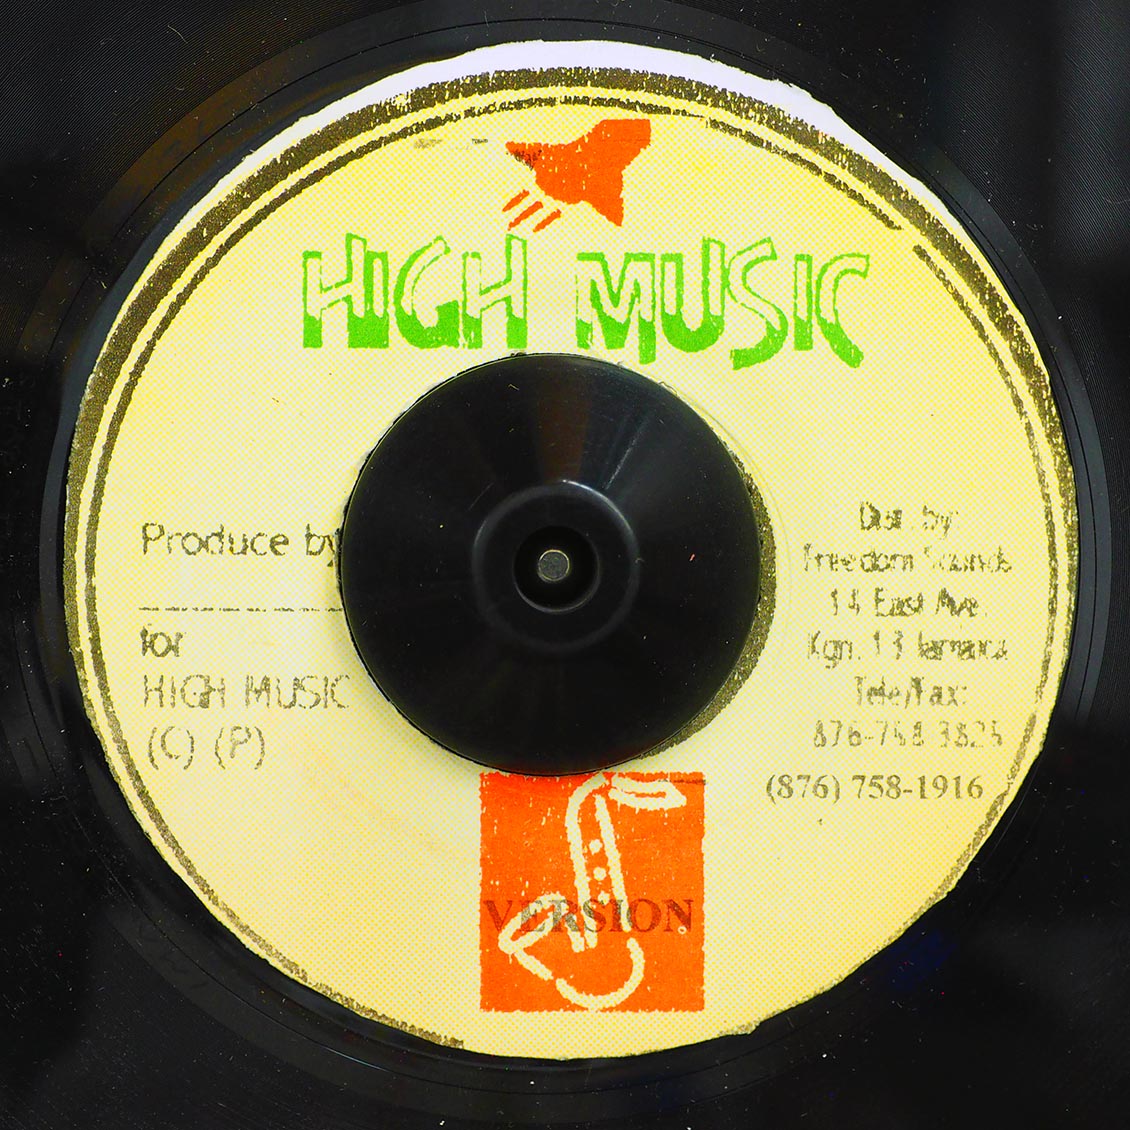 HIGH MUSIC
Produce by
for
HIGH MUSIC
(C) (P)
Dist. by:
Freedom Sounds
14 East Ave.
Kgn. 13 Jamaica
Tele/Fax:
876-758 3825
(876) 758-1916
VERSION